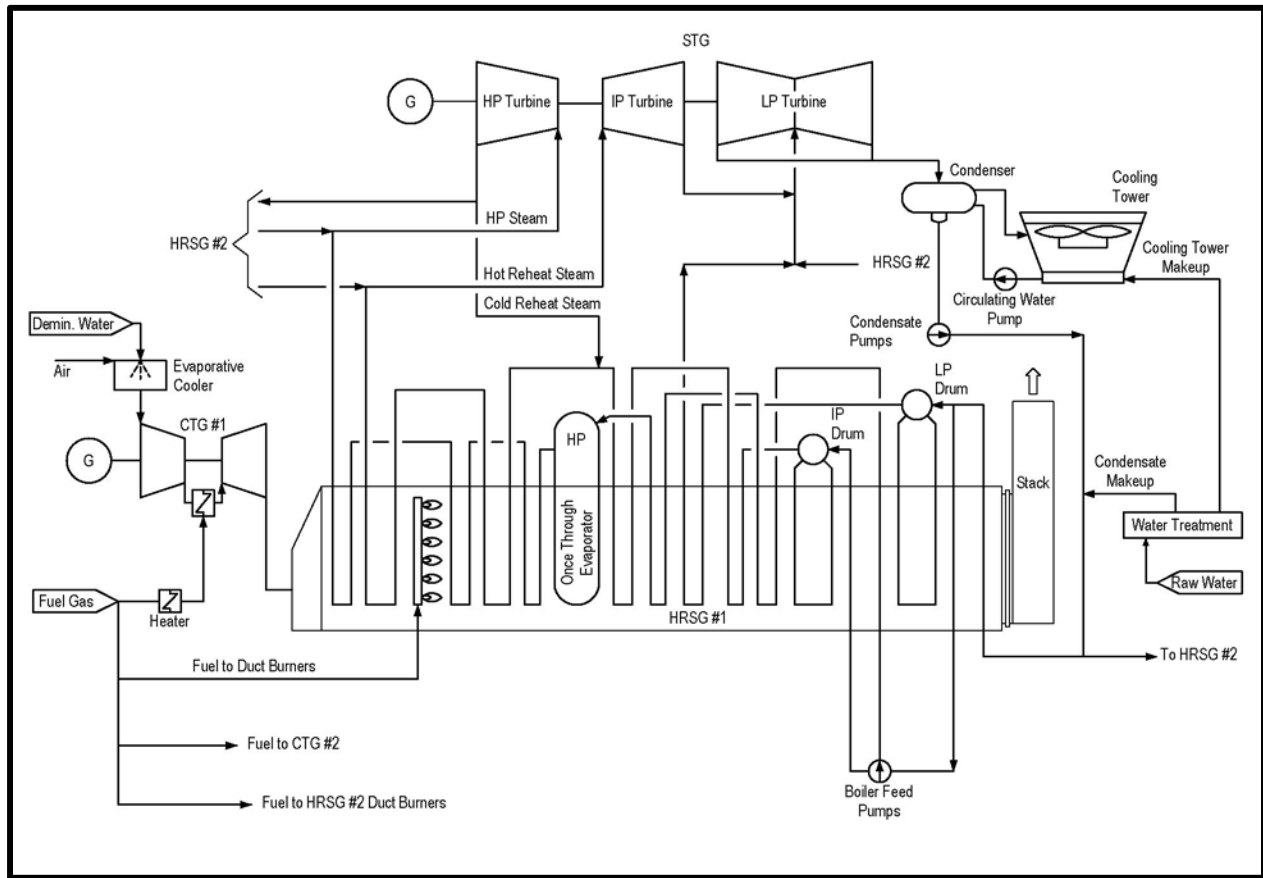 STG
G
HP Turbine
IP Turbine
LP Turbine
Condenser
Cooling
Tower
HP Steam
HRSG #2
Hot Reheat Steam
Cold Reheat Steam
HRSG #2
Cooling Tower
Makeup
Circulating Water
Pump
Condensate
Pumps
Demin. Water
Air
Evaporative
Cooler
CTG #1
G
HP
Once Through
Evaporator
IP
Drum
LP
Drum
Stack
Condensate
Makeup
Water Treatment
Raw Water
Fuel Gas
Heater
HRSG #1
Fuel to Duct Burners
To HRSG #2
Fuel to CTG #2
Fuel to HRSG #2 Duct Burners
Boiler Feed
Pumps